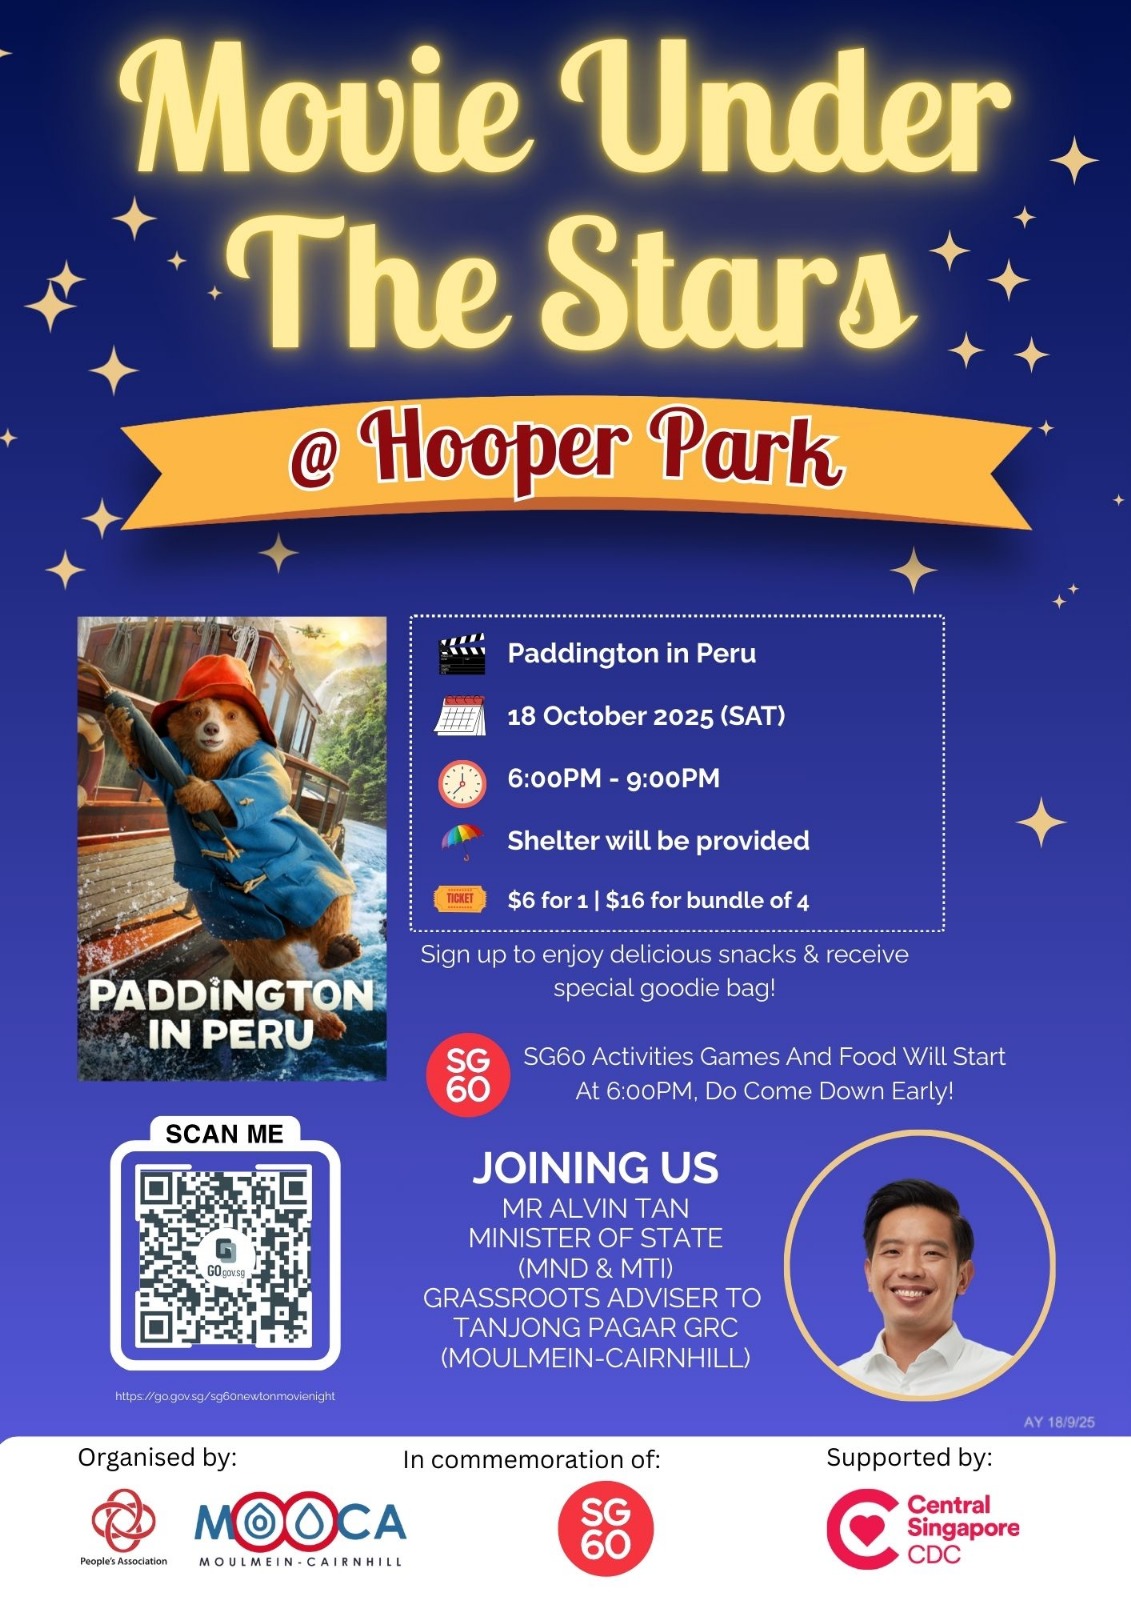 Movie Under
The Stars
@ Hooper Park
Paddington in Peru
18 October 2025 (SAT)
6:00PM - 9:00PM
Shelter will be provided
TICKET
$6 for 1 | $16 for bundle of 4
PADDINGTON
IN PERU
Sign up to enjoy delicious snacks & receive
special goodie bag!
SG
60
SG60 Activities Games And Food Will Start
At 6:00PM, Do Come Down Early!
SCAN ME
GOgov.sg
https://go.gov.sg/sg60newtonmovienight
JOINING US
MR ALVIN TAN
MINISTER OF STATE
(MND & MTI)
GRASSROOTS ADVISER TO
TANJONG PAGAR GRC
(MOULMEIN-CAIRNHILL)
AY 18/9/25
Organised by:
People's Association
MOOCA
MOULMEIN-CAIRNHILL
In commemoration of:
SG
60
Supported by:
Central
Singapore
CDC